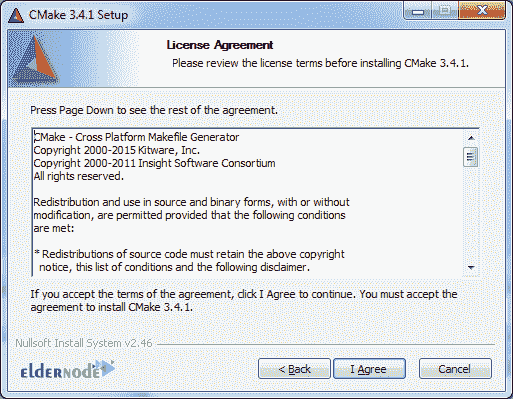 CMake 3.4.1 Setup
License Agreement
Please review the license terms before installing CMake 3.4.1.
Press Page Down to see the rest of the agreement.
CMake - Cross Platform Makefile Generator
Copyright 2000-2015 Kitware, Inc.
Copyright 2000-2011 Insight Software Consortium
All rights reserved.
Redistribution and use in source and binary forms, with or without
modification, are permitted provided that the following conditions
are met:
* Redistributions of source code must retain the above copyright
notice, this list of conditions and the following disclaimer.
If you accept the terms of the agreement, click I Agree to continue. You must accept the
agreement to install CMake 3.4.1.
Nullsoft Install System v2.46
eldernode
< Back
I Agree
Cancel